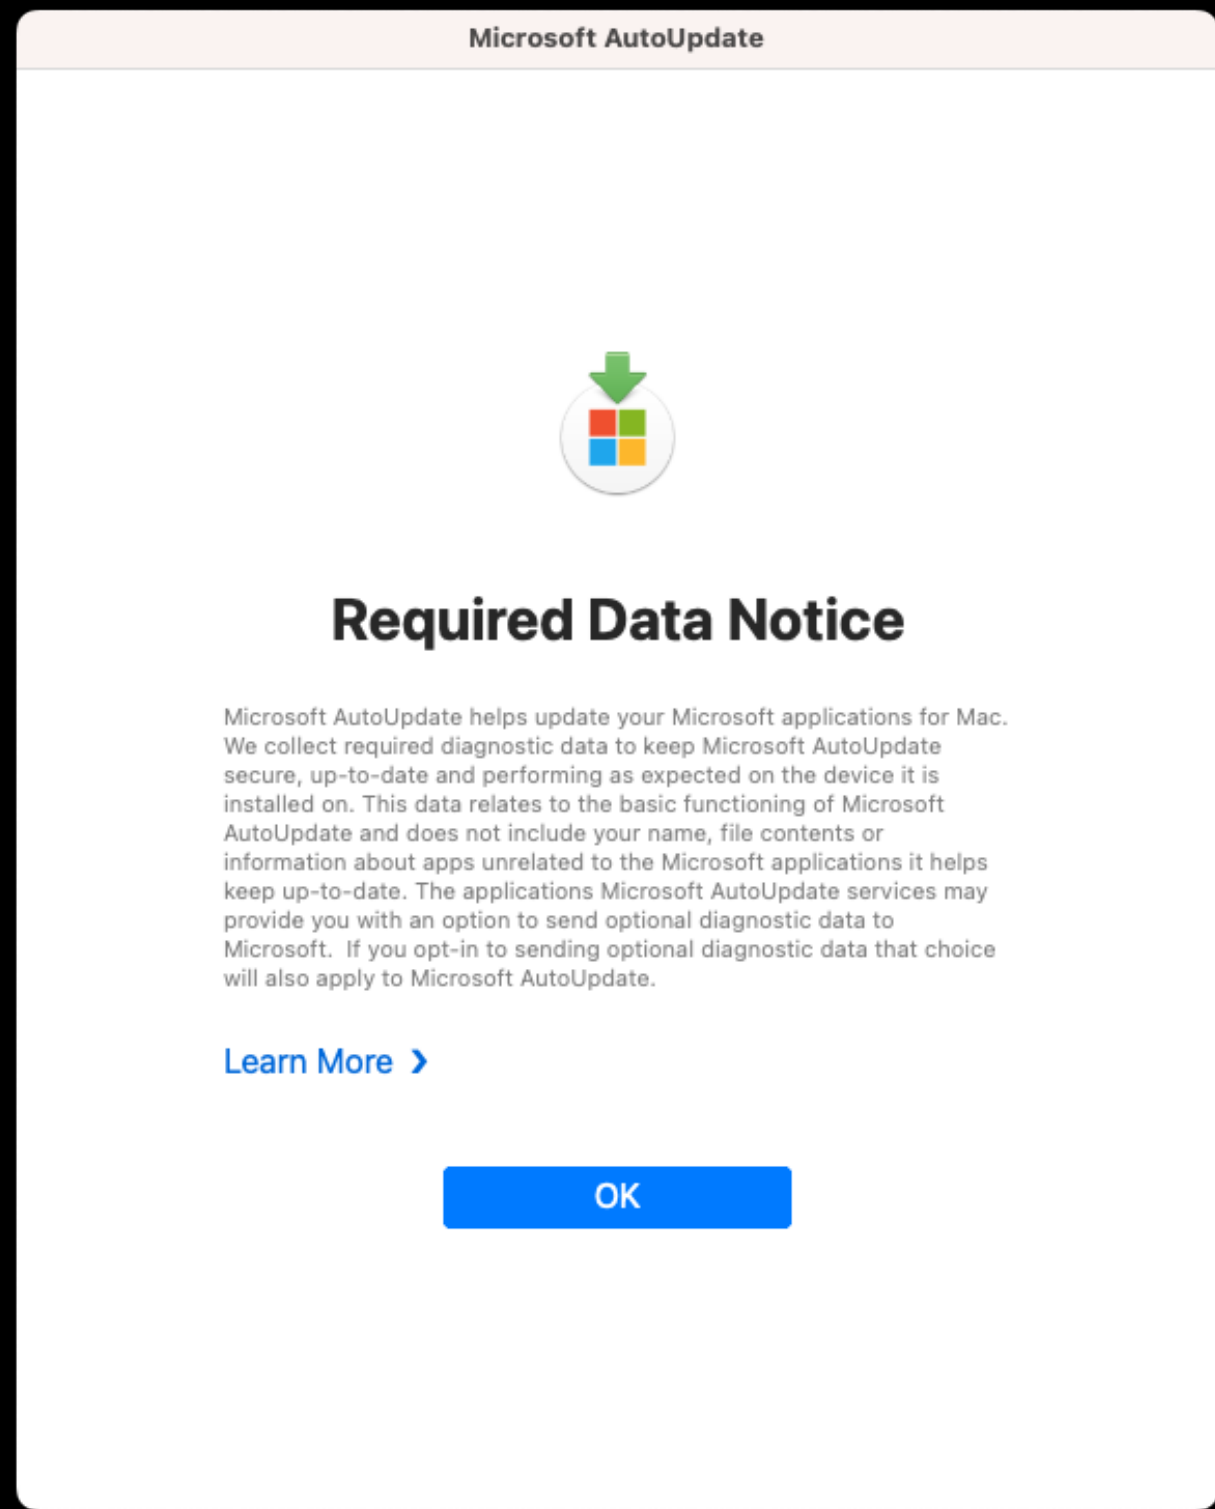 Microsoft AutoUpdate
Required Data Notice
Microsoft AutoUpdate helps update your Microsoft applications for Mac.
We collect required diagnostic data to keep Microsoft AutoUpdate
secure, up-to-date and performing as expected on the device it is
installed on. This data relates to the basic functioning of Microsoft
AutoUpdate and does not include your name, file contents or
information about apps unrelated to the Microsoft applications it helps
keep up-to-date. The applications Microsoft AutoUpdate services may
provide you with an option to send optional diagnostic data to
Microsoft.  If you opt-in to sending optional diagnostic data that choice
will also apply to Microsoft AutoUpdate.
Learn More ❯
OK